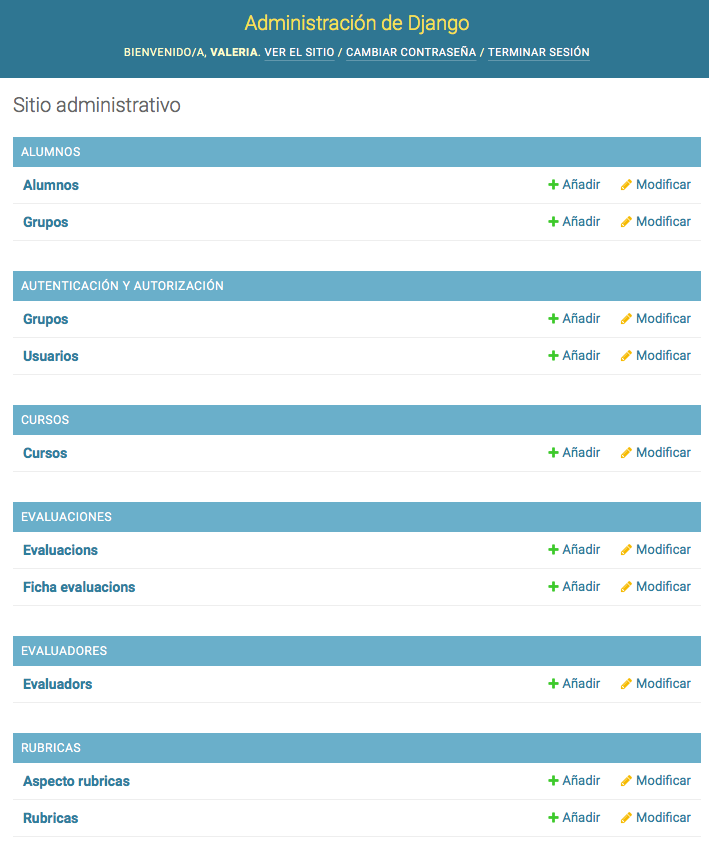 Administración de Django
BIENVENIDO/A, VALERIA. VER EL SITIO / CAMBIAR CONTRASEÑA / TERMINAR SESIÓN
Sitio administrativo
ALUMNOS
Alumnos Añadir Modificar
Grupos Añadir Modificar
AUTENTICACIÓN Y AUTORIZACIÓN
Grupos Añadir Modificar
Usuarios Añadir Modificar
CURSOS
Cursos Añadir Modificar
EVALUACIONES
Evaluacions Añadir Modificar
Ficha evaluacions Añadir Modificar
EVALUADORES
Evaluadors Añadir Modificar
RUBRICAS
Aspecto rubricas Añadir Modificar
Rubricas Añadir Modificar